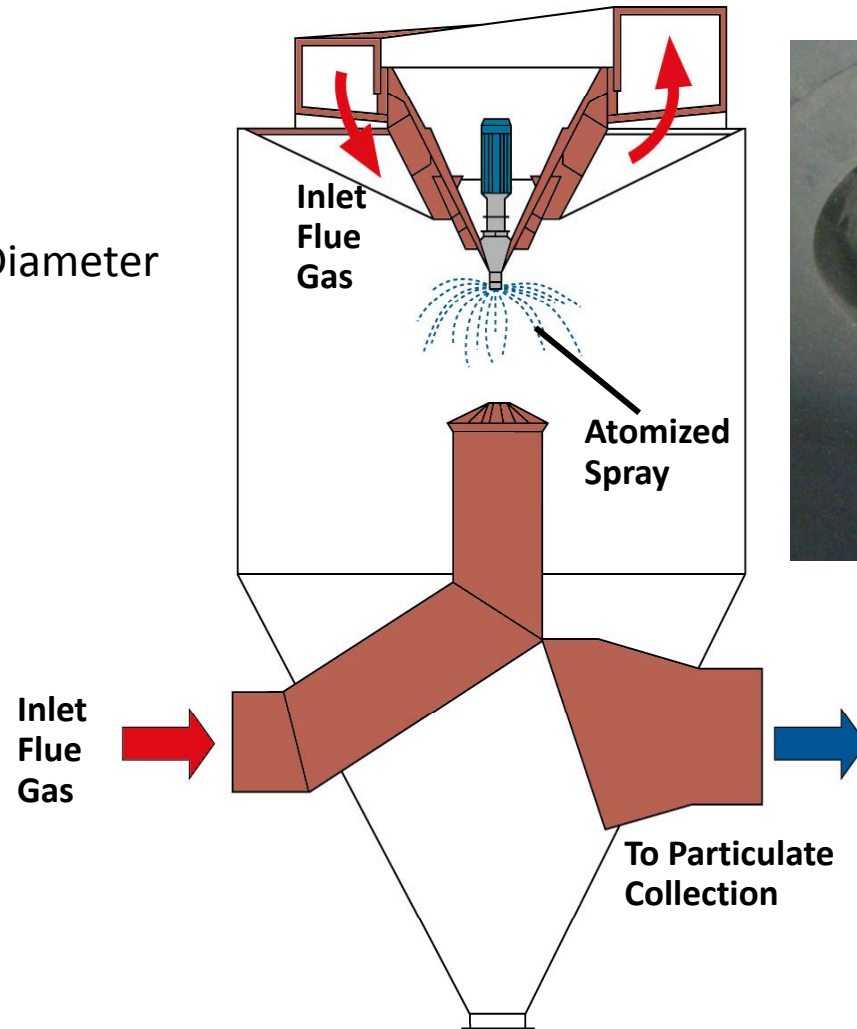 Diameter
Inlet
Flue
Gas
Atomized
Spray
Inlet
Flue
Gas
To Particulate
Collection